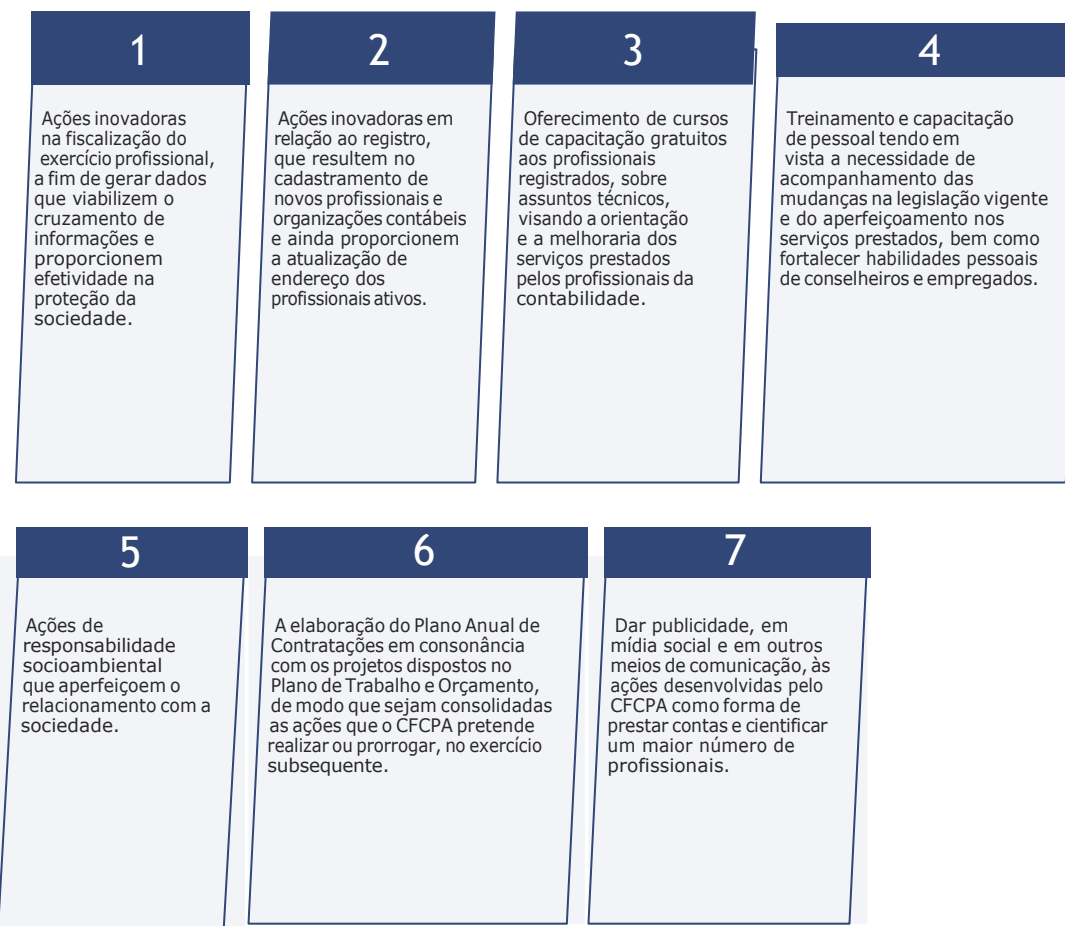 1
Ações inovadoras
na fiscalização do
exercício profissional,
a fim de gerar dados
que viabilizem o
cruzamento de
informações e
proporcionem
efetividade na
proteção da
sociedade.
2
Ações inovadoras em
relação ao registro,
que resultem no
cadastramento de
novos profissionais e
organizações contábeis
e ainda proporcionem
a atualização de
endereço dos
profissionais ativos.
3
Oferecimento de cursos
de capacitação gratuitos
aos profissionais
registrados, sobre
assuntos técnicos,
visando a orientação
e a melhoraria dos
serviços prestados
pelos profissionais da
contabilidade.
4
Treinamento e capacitação
de pessoal tendo em
vista a necessidade de
acompanhamento das
mudanças na legislação vigente
e do aperfeiçoamento nos
serviços prestados, bem como
fortalecer habilidades pessoais
de conselheiros e empregados.
5
Ações de
responsabilidade
socioambiental
que aperfeiçoem o
relacionamento com a
sociedade.
6
A elaboração do Plano Anual de
Contratações em consonância
com os projetos dispostos no
Plano de Trabalho e Orçamento,
de modo que sejam consolidadas
as ações que o CFCPA pretende
realizar ou prorrogar, no exercício
subsequente.
7
Dar publicidade, em
mídia social e em outros
meios de comunicação, às
ações desenvolvidas pelo
CFCPA como forma de
prestar contas e cientificar
um maior número de
profissionais.